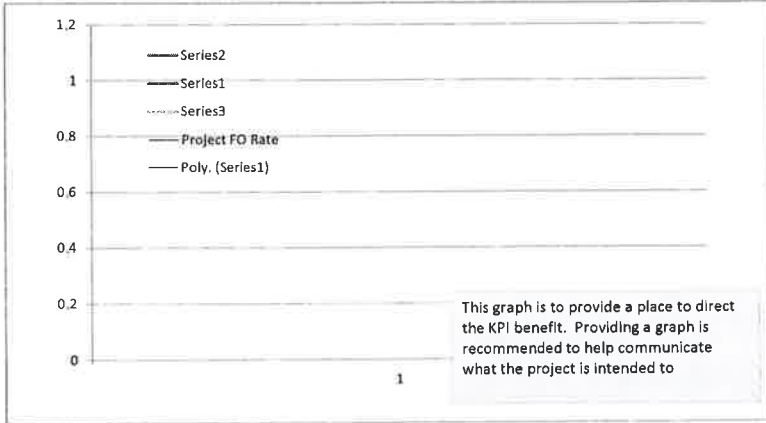 1,2
1
0,8
0,6
0,4
0,2
0
1
Series2
Series1
Series3
Project FO Rate
Poly. (Series1)
This graph is to provide a place to direct
the KPI benefit. Providing a graph is
recommended to help communicate
what the project is intended to